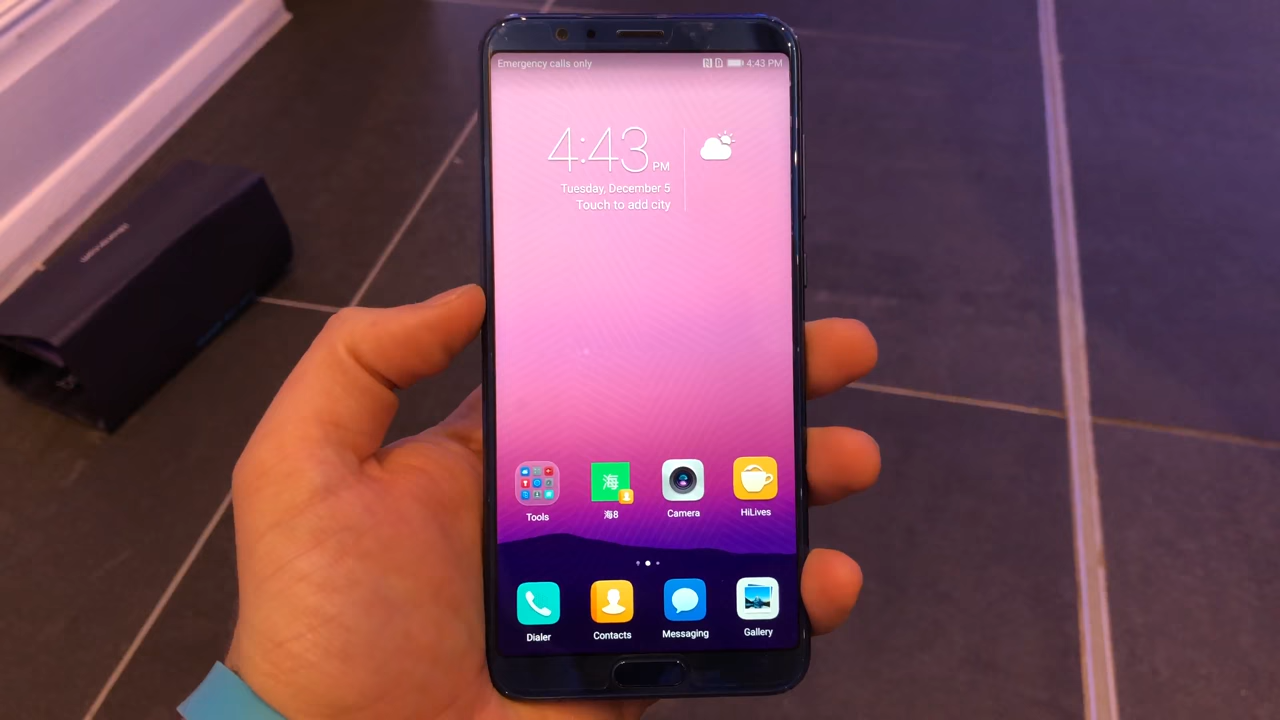 Emergency calls only
4:43 PM
4:43 PM
Tuesday, December 5
Touch to add city
海
Tools
海8
Camera
HiLives
Dialer
Contacts
Messaging
Gallery